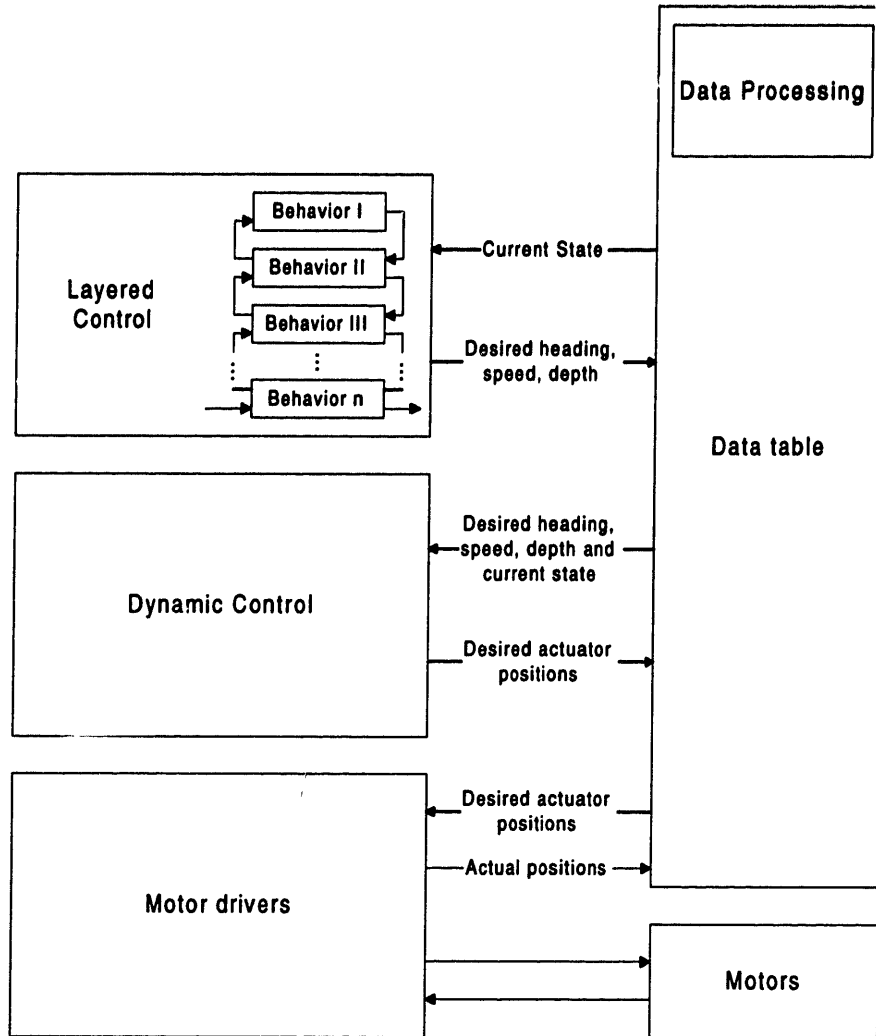 Data Processing
Behavior I
Behavior II
Behavior III
Behavior n
Layered
Control
Current State
Desired heading,
speed, depth
Data table
Desired heading,
speed, depth and
current state
Dynamic Control
Desired actuator
positions
Desired actuator
positions
Actual positions
Motor drivers
Motors